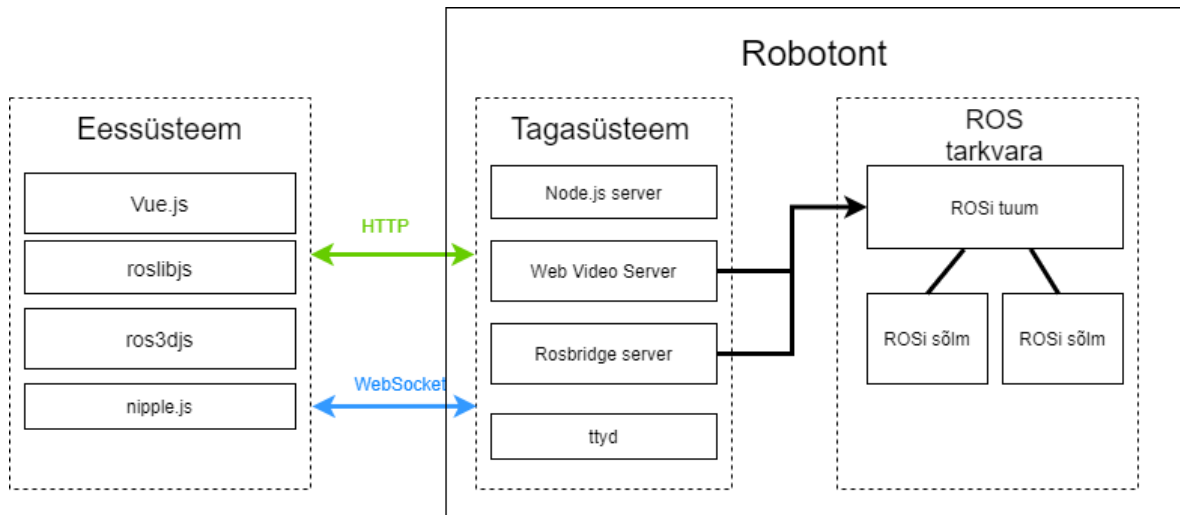 Robotont
Eessüsteem
Vue.js
roslibjs
ros3djs
nipple.js
HTTP
WebSocket
Tagasüsteem
Node.js server
Web Video Server
Rosbridge server
ttyd
ROS
tarkvara
ROSi tuum
ROSi sõlm
ROSi sõlm